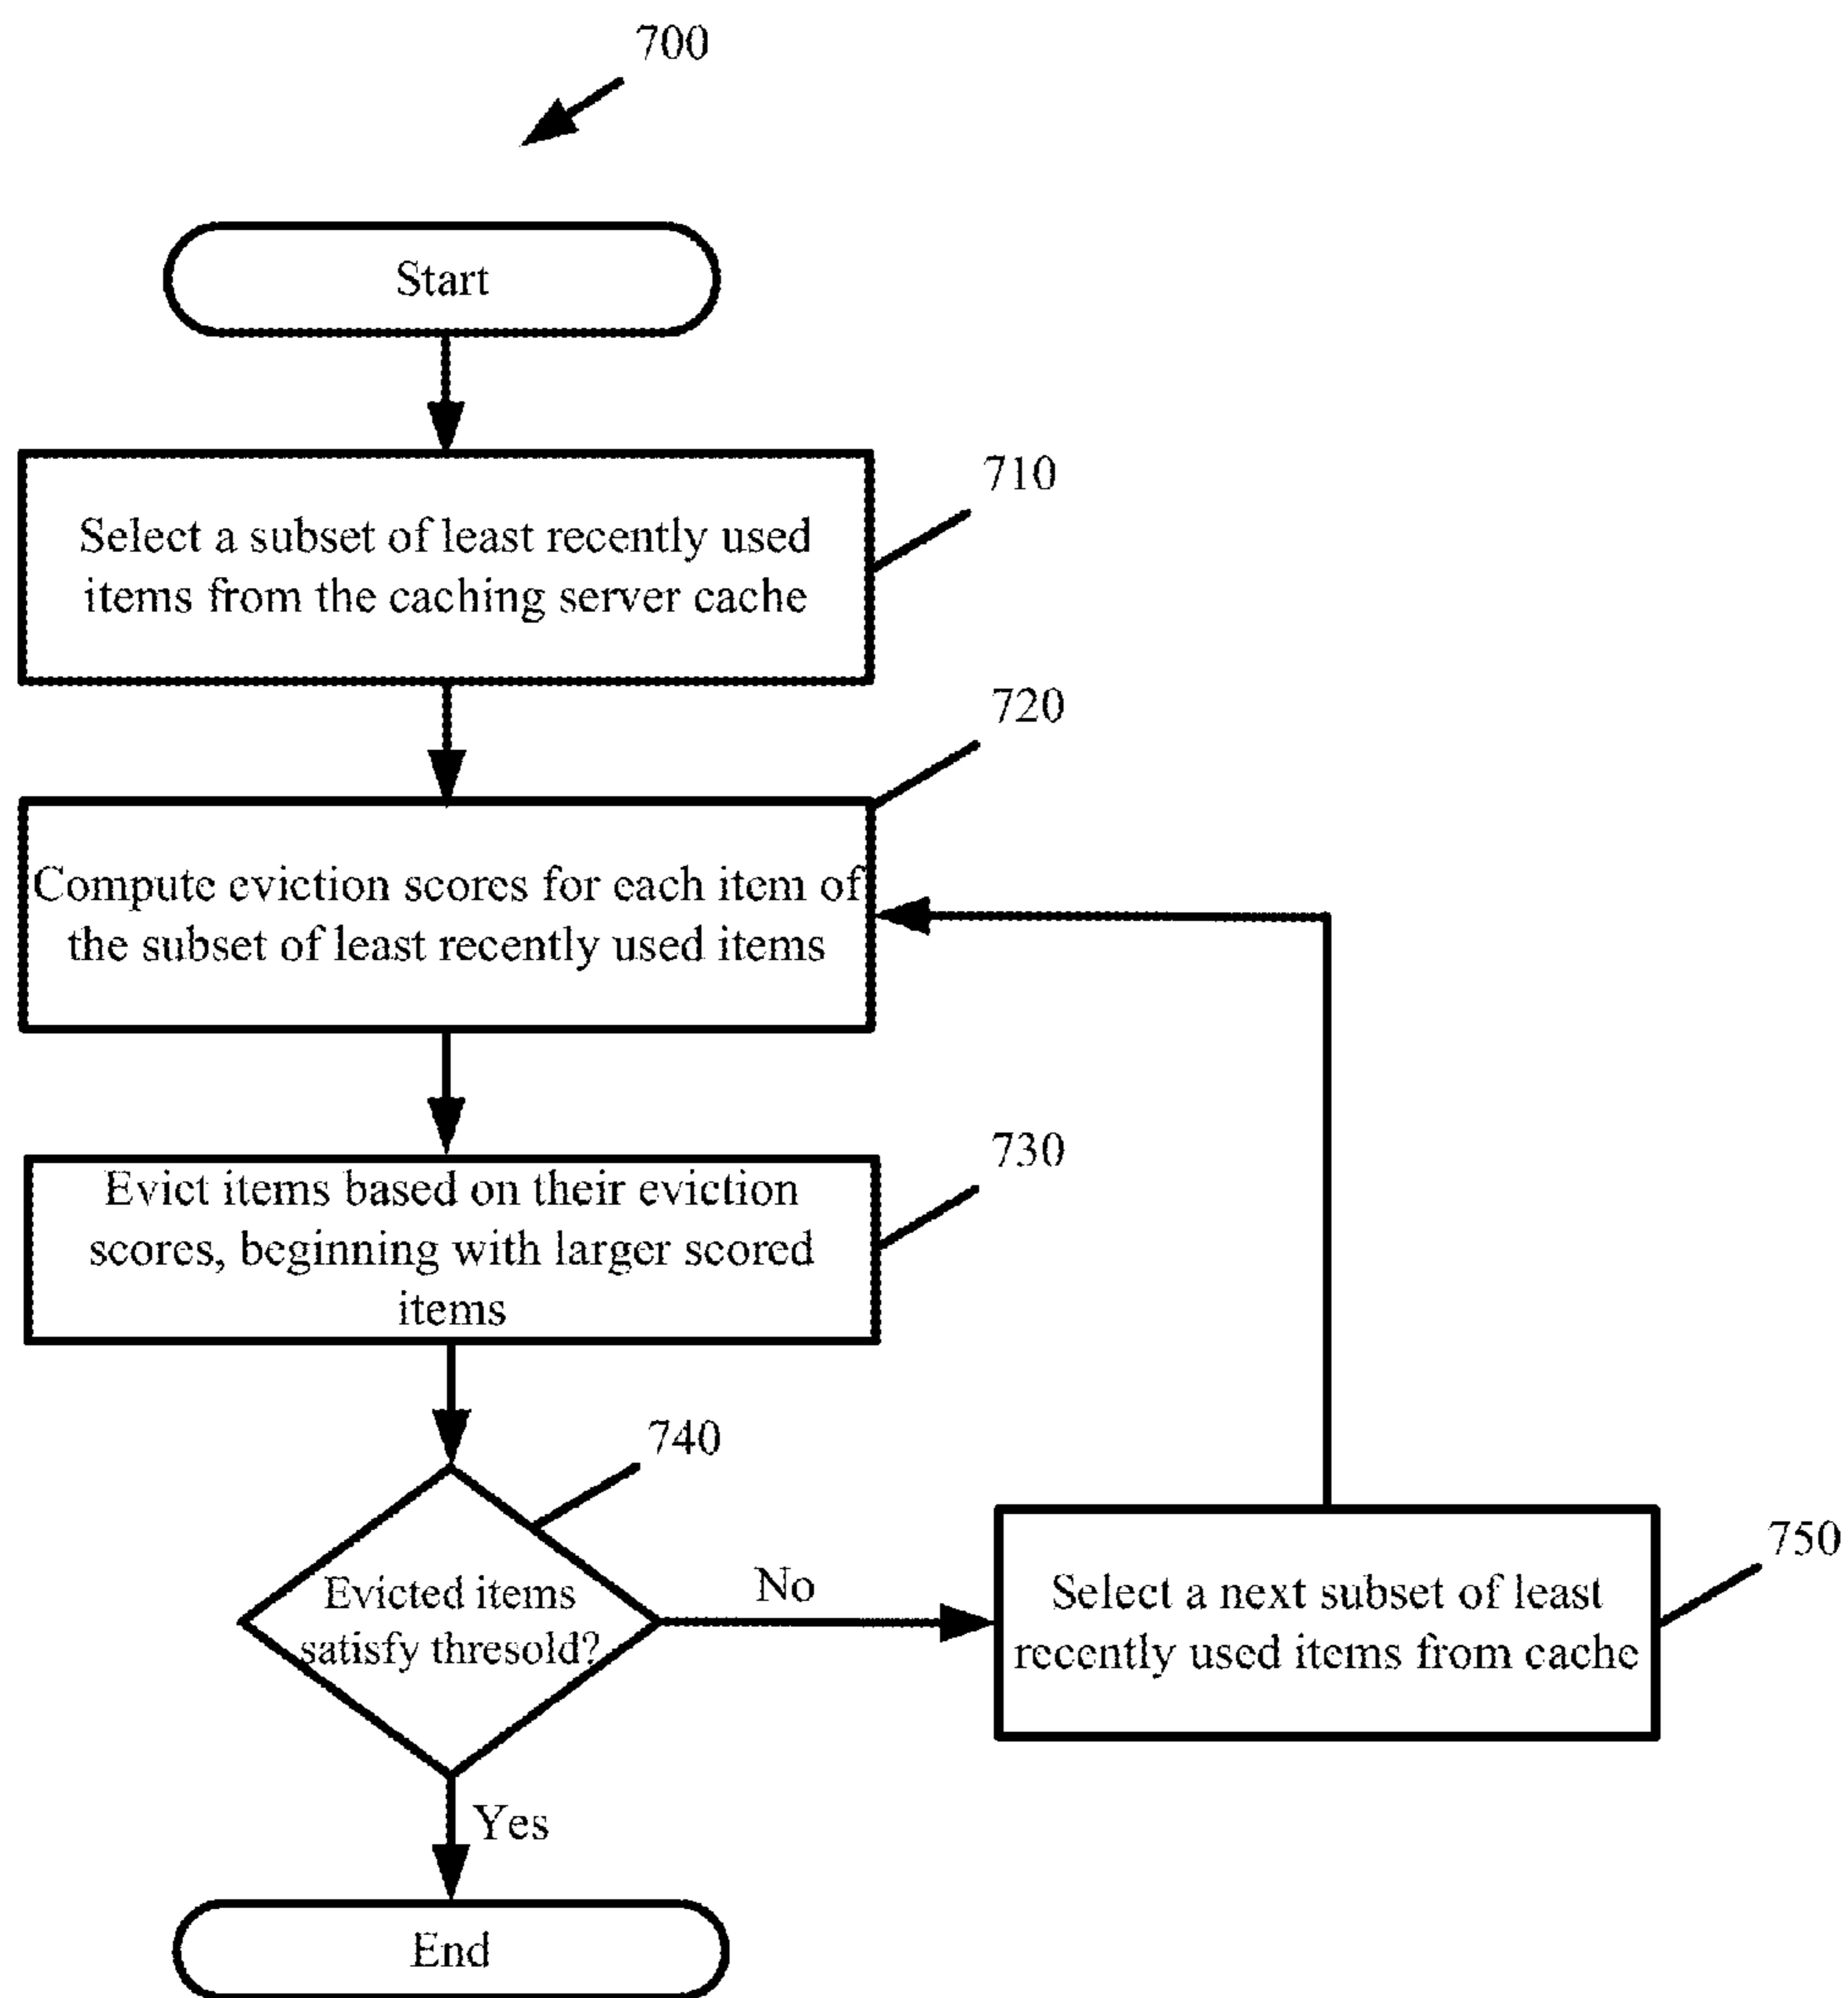 700
Start
710
Select a subset of least recently used
items from the caching server cache
720
Compute eviction scores for each item of
the subset of least recently used items
730
Evict items based on their eviction
scores, beginning with larger scored
items
740
Evicted items
satisfy thresold?
No
750
Select a next subset of least
recently used items from cache
Yes
End